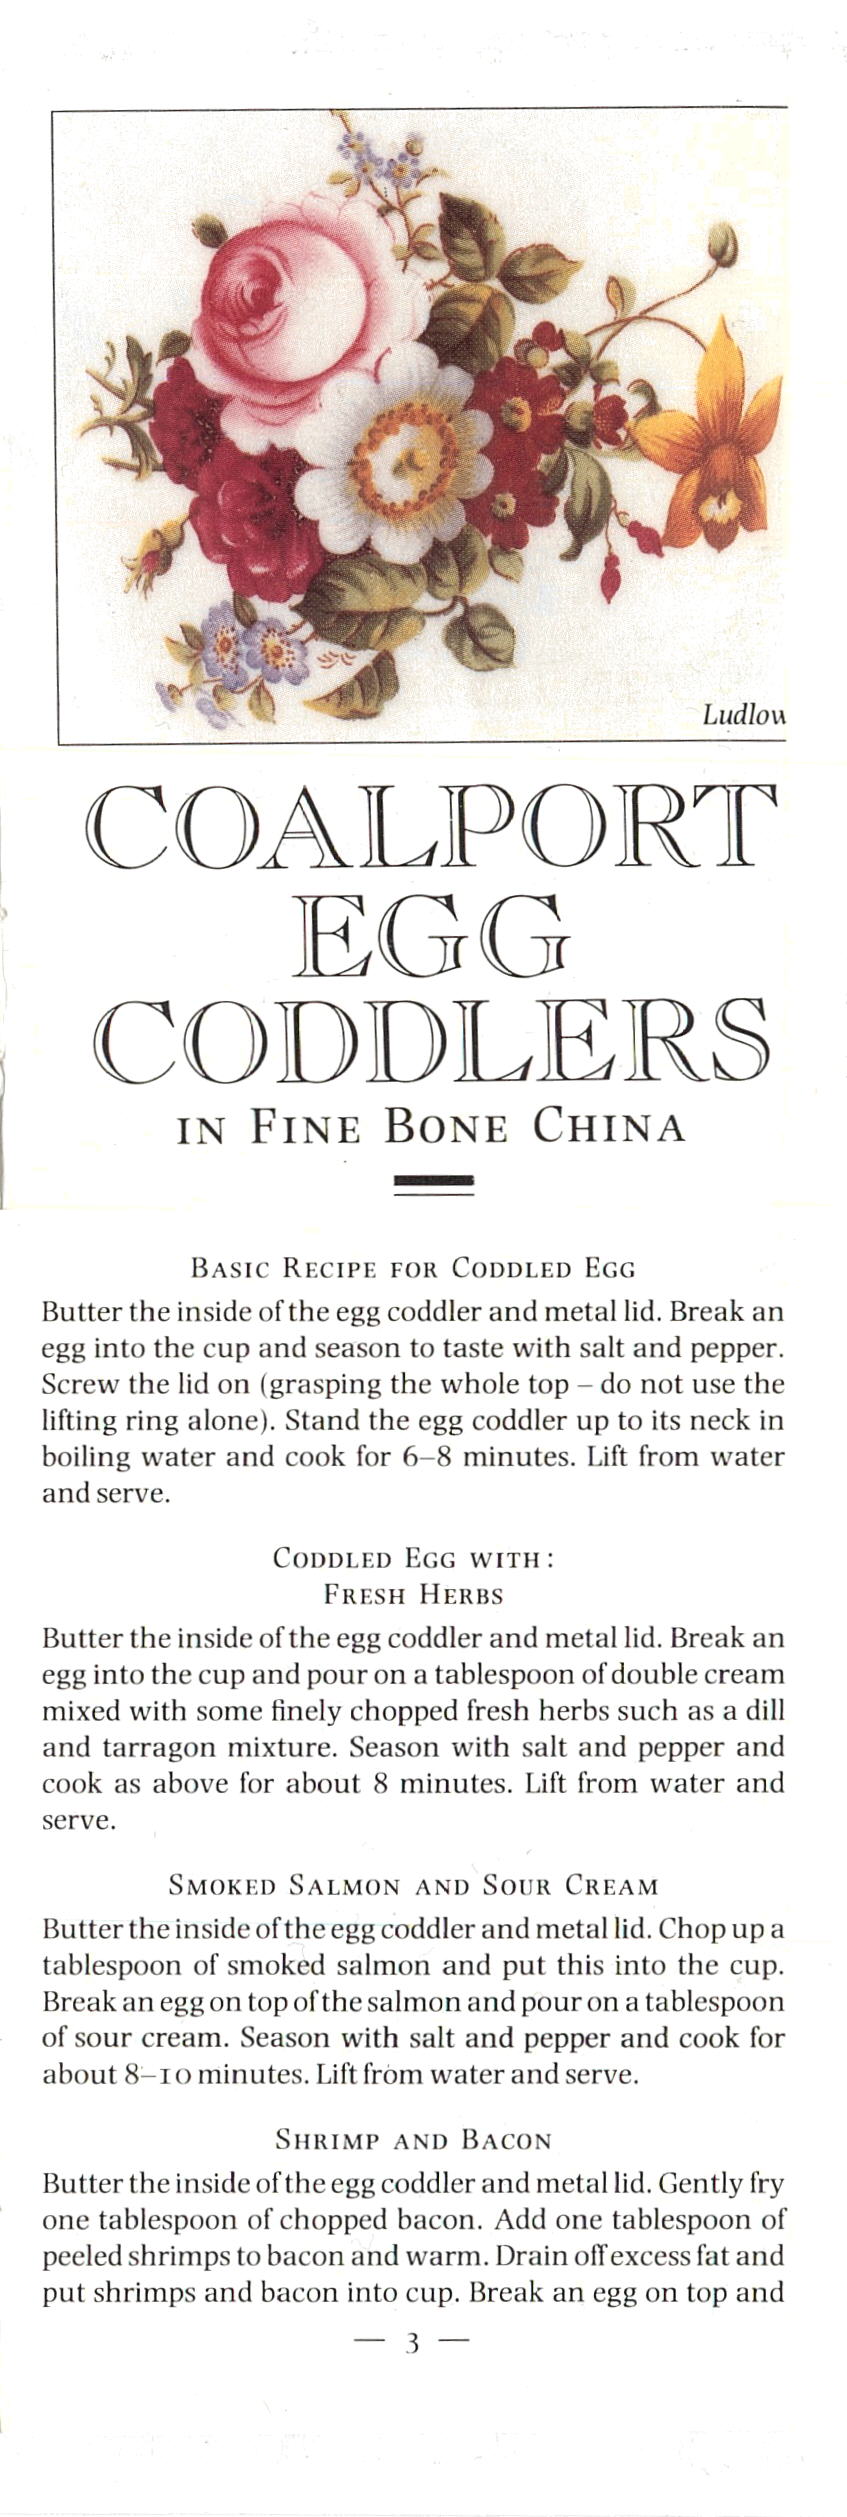 Ludlow
COALPORT
EGG
CODDLERS
IN FINE BONE CHINA
BASIC RECIPE FOR CODDLED EGG
Butter the inside of the egg coddler and metal lid. Break an
egg into the cup and season to taste with salt and pepper.
Screw the lid on (grasping the whole top – do not use the
lifting ring alone). Stand the egg coddler up to its neck in
boiling water and cook for 6–8 minutes. Lift from water
and serve.
CODDLED EGG WITH:
FRESH HERBS
Butter the inside of the egg coddler and metal lid. Break an
egg into the cup and pour on a tablespoon of double cream
mixed with some finely chopped fresh herbs such as a dill
and tarragon mixture. Season with salt and pepper and
cook as above for about 8 minutes. Lift from water and
serve.
SMOKED SALMON AND SOUR CREAM
Butter the inside of the egg coddler and metal lid. Chop up a
tablespoon of smoked salmon and put this into the cup.
Break an egg on top of the salmon and pour on a tablespoon
of sour cream. Season with salt and pepper and cook for
about 8–10 minutes. Lift from water and serve.
SHRIMP AND BACON
Butter the inside of the egg coddler and metal lid. Gently fry
one tablespoon of chopped bacon. Add one tablespoon of
peeled shrimps to bacon and warm. Drain off excess fat and
put shrimps and bacon into cup. Break an egg on top and
— 3 —